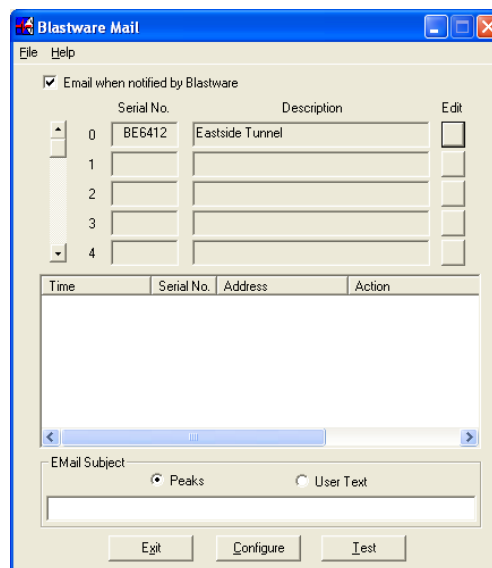 Blastware Mail
File Help
Email when notified by Blastware
Serial No. Description Edit
0 BE6412 Eastside Tunnel
1
2
3
4
Time Serial No. Address Action
EMail Subject
Peaks User Text
Exit Configure Test